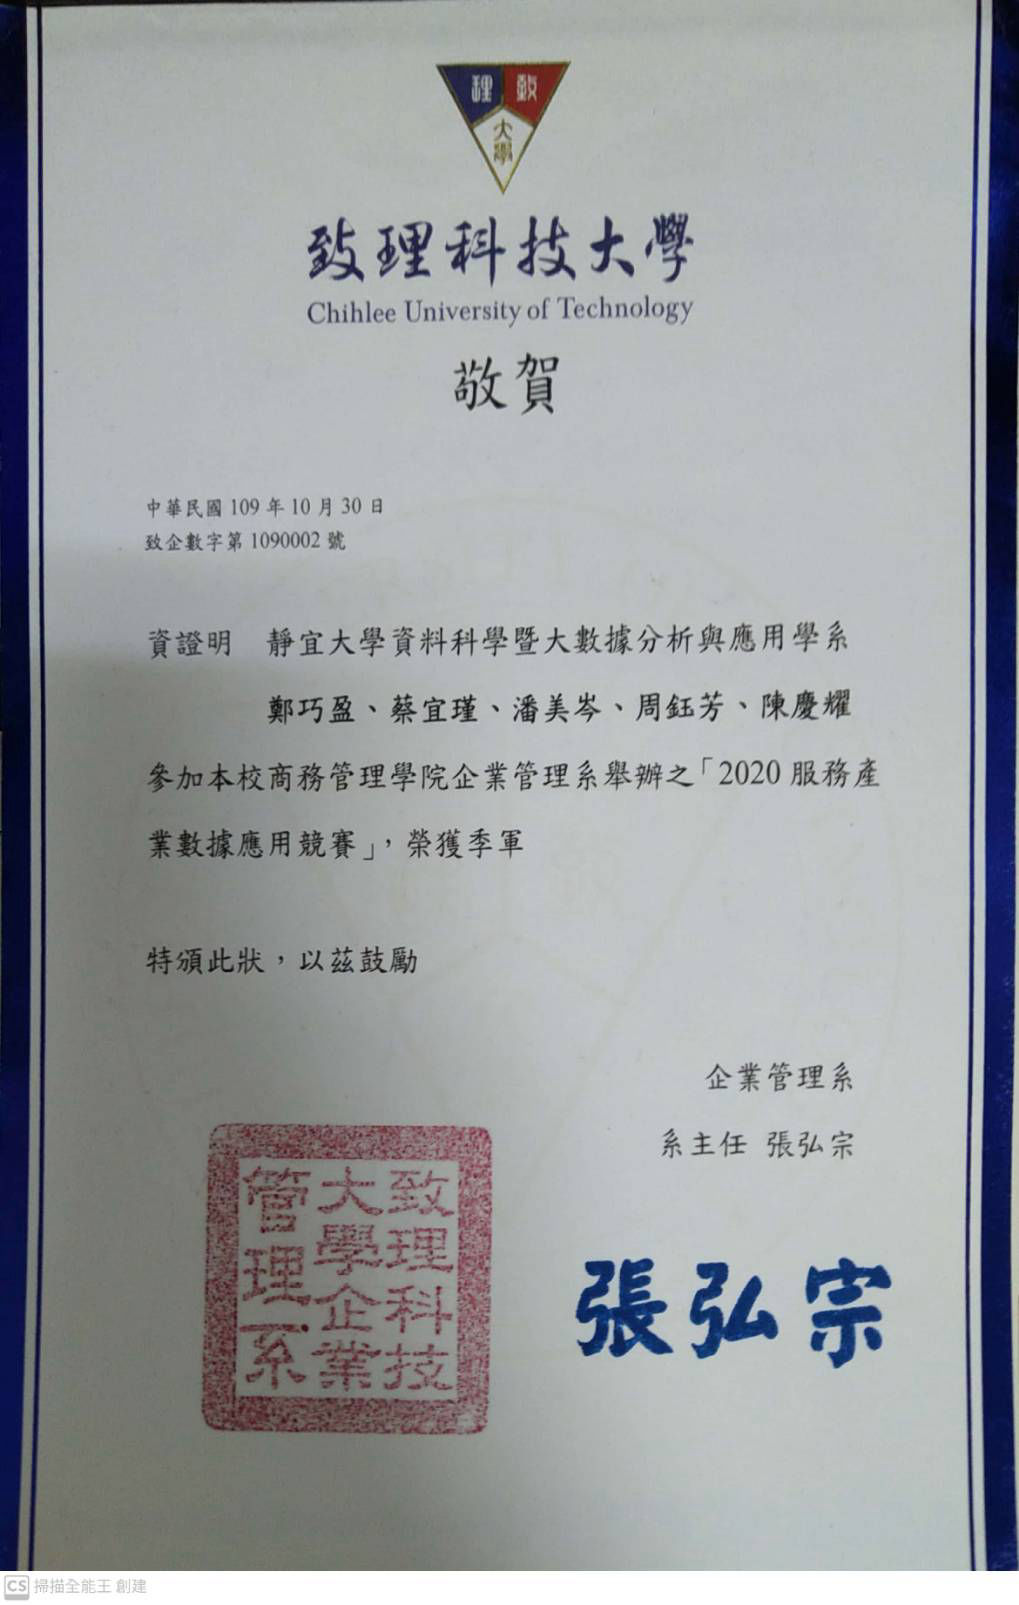 致理
大學
致理科技大學
Chihlee University of Technology
敬賀
中華民國 109 年 10 月 30 日
致企數字第 1090002 號
資證明 靜宜大學資料科學暨大數據分析與應用學系
鄭巧盈、蔡宜瑾、潘美岑、周鈺芳、陳慶耀
參加本校商務管理學院企業管理系舉辦之「2020 服務產
業數據應用競賽」，榮獲季軍
特頒此狀，以茲鼓勵
企業管理系
系主任 張弘宗
致理科技
大學企業
管理系
張弘宗
CS 掃描全能王 創建